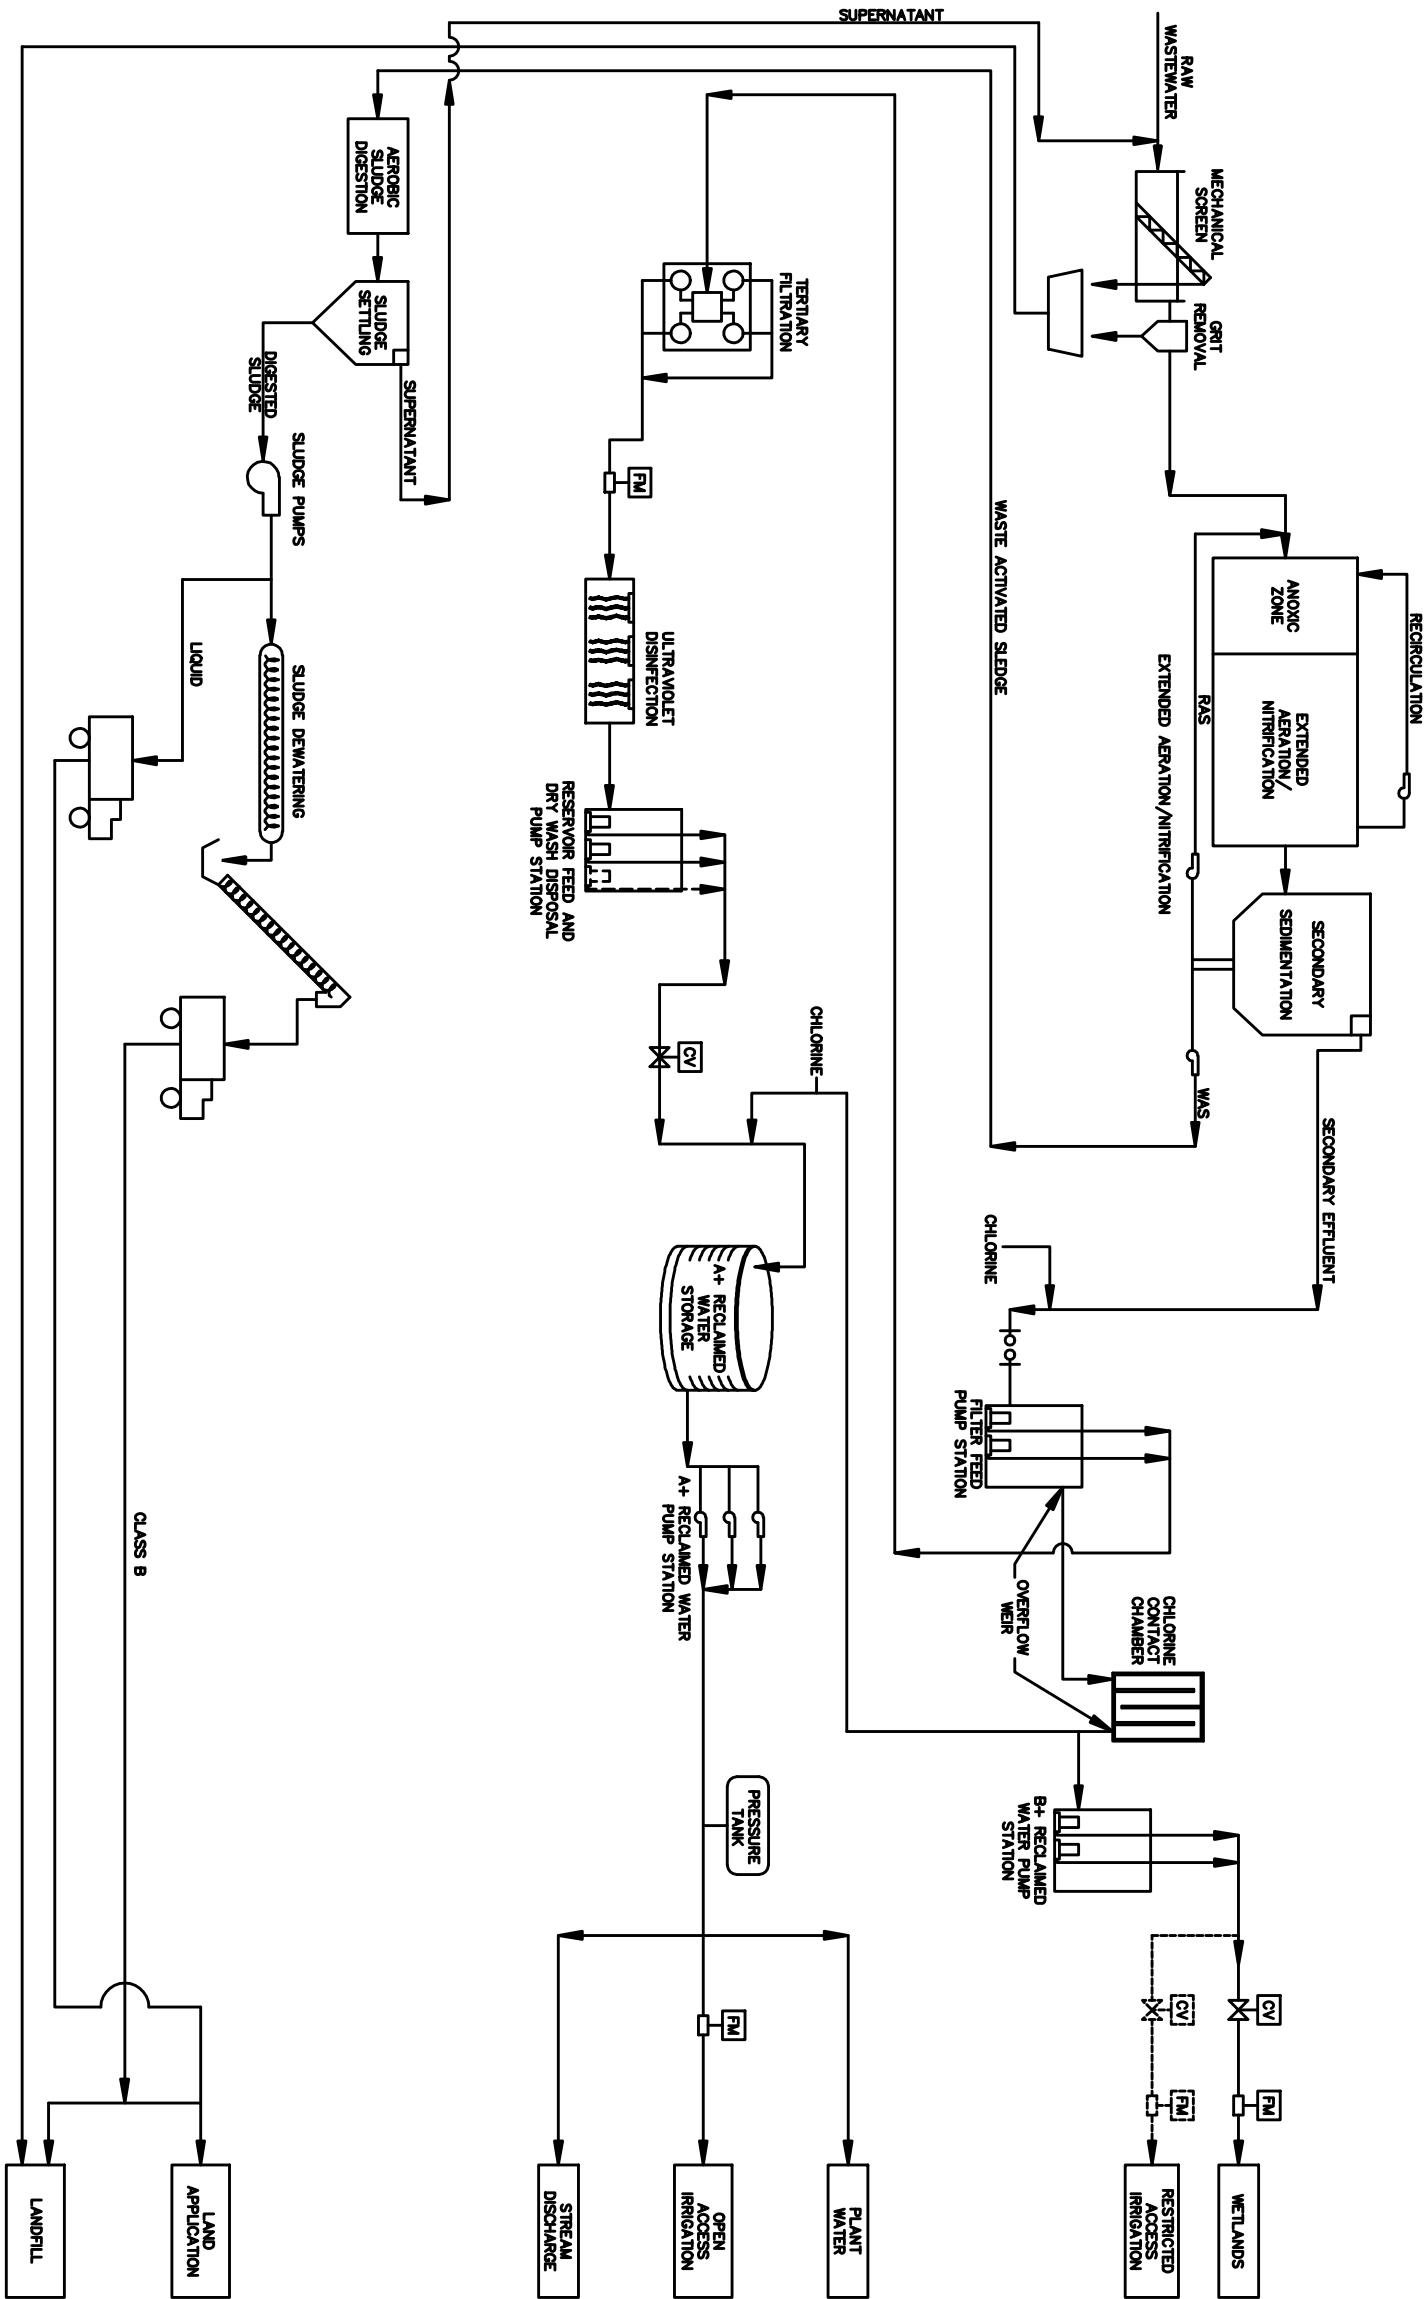 RAW
WASTEWATER
MECHANICAL
SCREEN
GRIT
REMOVAL
RECIRCULATION
ANOXIC
ZONE
EXTENDED
AERATION/
NITRIFICATION
RAS
EXTENDED AERATION/NITRIFICATION
SECONDARY
SEDIMENTATION
WAS
SECONDARY EFFLUENT
CHLORINE
FILTER FEED
PUMP STATION
OVERFLOW
WEIR
CHLORINE
CONTACT
CHAMBER
B+ RECLAIMED
WATER PUMP
STATION
CV
FM
CV
FM
WETLANDS
RESTRICTED
ACCESS
IRRIGATION
SUPERNATANT
WASTE ACTIVATED SLEDGE
TERTIARY
FILTRATION
FM
ULTRAVIOLET
DISINFECTION
RESERVOIR FEED AND
DRY WASH DISPOSAL
PUMP STATION
CV
CHLORINE
A+ RECLAIMED
WATER
STORAGE
A+ RECLAIMED WATER
PUMP STATION
PRESSURE
TANK
FM
PLANT
WATER
OPEN
ACCESS
IRRIGATION
STREAM
DISCHARGE
AEROBIC
SLUDGE
DIGESTION
SLUDGE
SETTLING
SUPERNATANT
DIGESTED
SLUDGE
SLUDGE PUMPS
SLUDGE DEWATERING
LIQUID
CLASS B
LAND
APPLICATION
LANDFILL